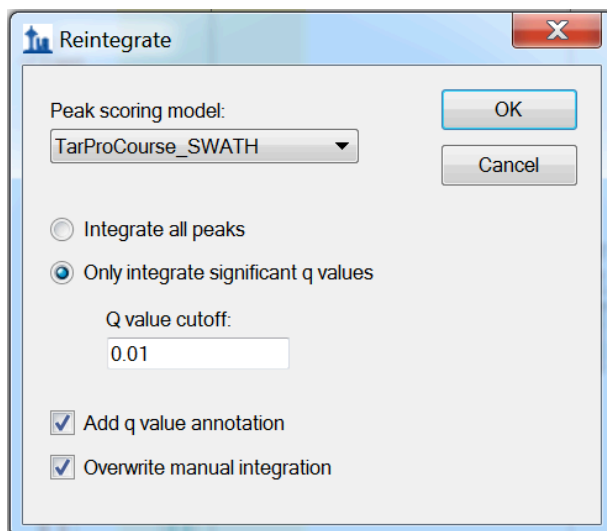 Reintegrate
Peak scoring model:
OK
TarProCourse_SWATH
Cancel
Integrate all peaks
Only integrate significant q values
Q value cutoff:
0.01
Add q value annotation
Overwrite manual integration